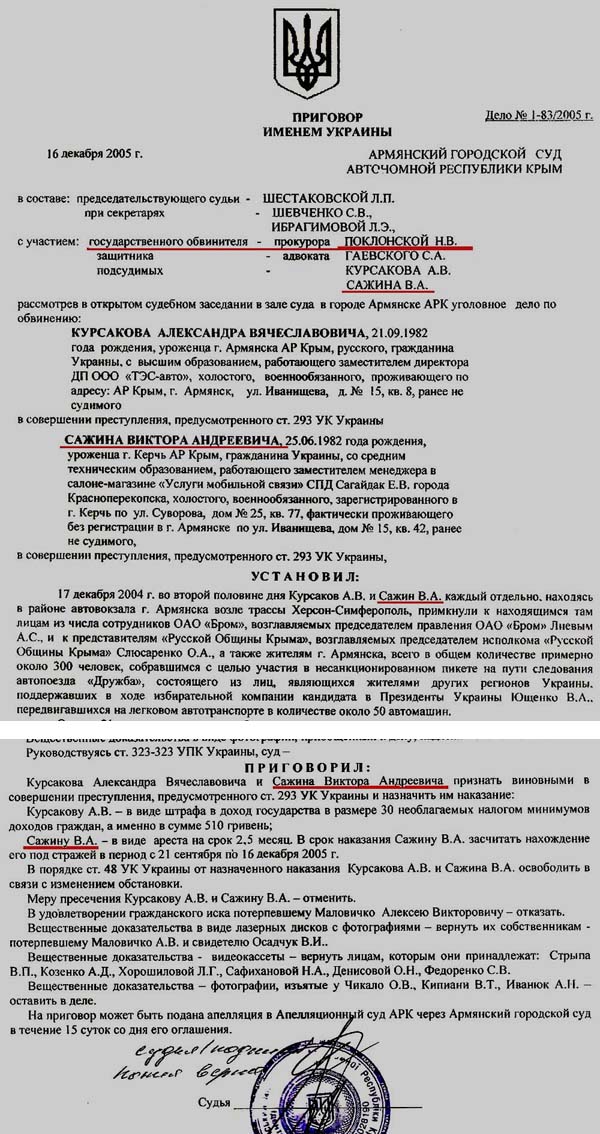 ПРИГОВОР
Дело № 1-83/2005 г.
ИМЕНЕМ УКРАИНЫ
16 декабря 2005 г.
АРМЯНСКИЙ ГОРОДСКОЙ СУД
АВТОЧОМНОЙ РЕСПУБЛИКИ КРЫМ
в составе: председательствующего судьи - ШЕСТАКОВСКОЙ Л.П.
при секретарях - ШЕВЧЕНКО С.В.,
ИБРАГИМОВОЙ Л.Э.,
с участием: государственного обвинителя - прокурора ПОКЛОНСКОЙ Н.В.
защитника - адвоката ГАЕВСКОГО С.А.
подсудимых - КУРСАКОВА А.В.
САЖИНА В.А.
рассмотрев в открытом судебном заседании в зале суда в городе Армянске АРК уголовное дело по
обвинению:
КУРСАКОВА АЛЕКСАНДРА ВЯЧЕСЛАВОВИЧА, 21.09.1982
года рождения, уроженца г. Армянска АР Крым, русского, гражданина
Украины, с высшим образованием, работающего заместителем директора
ДП ООО «ТЭС-авто», холостого, военнообязанного, проживающего по
адресу: АР Крым, г. Армянск, ул. Иванищева, д. № 15, кв. 8, ранее не
судимого
в совершении преступления, предусмотренного ст. 293 УК Украины
САЖИНА ВИКТОРА АНДРЕЕВИЧА, 25.06.1982 года рождения,
уроженца г. Керчь АР Крым, гражданина Украины, со средним
техническим образованием, работающего заместителем менеджера в
салоне-магазине «Услуги мобильной связи» СПД Сагайдак Е.В. города
Красноперекопска, холостого, военнообязанного, зарегистрированного в
г. Керчь по ул. Суворова, дом № 25, кв. 77, фактически проживающего
без регистрации в г. Армянске по ул. Иванищева, дом № 15, кв. 42, ранее
не судимого,
в совершении преступления, предусмотренного ст. 293 УК Украины,
УСТАНОВИЛ:
17 декабря 2004 г. во второй половине дня Курсаков А.В. и Сажин В.А. каждый отдельно, находясь
в районе автовокзала г. Армянска возле трассы Херсон-Симферополь, примкнули к находящимся там
лицам из числа сотрудников ОАО «Бром», возглавляемых председателем правления ОАО «Бром» Лиевым
А.С., и к представителям «Русской Общины Крыма», возглавляемых председателем исполкома «Русской
Общины Крыма» Слюсаренко О.А., а также жителям г. Армянска, всего в общем количестве примерно
около 300 человек, собравшимся с целью участия в несанкционированном пикете на пути следования
автопоезда «Дружба», состоящего из лиц, являющихся жителями других регионов Украины,
поддержавших в ходе избирательной компании кандидата в Президенты Украины Ющенко В.А.,
передвигавшихся на легковом автотранспорте в количестве около 50 автомашин.
Руководствуясь ст. 323-323 УПК Украины, суд –
ПРИГОВОРИЛ:
Курсакова Александра Вячеславовича и Сажина Виктора Андреевича признать виновными в
совершении преступления, предусмотренного ст. 293 УК Украины и назначить им наказание:
Курсакову А.В. – в виде штрафа в доход государства в размере 30 необлагаемых налогом минимумов
доходов граждан, а именно в сумме 510 гривень;
Сажину В.А. – в виде ареста на срок 2,5 месяц. В срок наказания Сажину В.А. засчитать нахождение
его под стражей в период с 21 сентября по 16 декабря 2005 г.
В порядке ст. 48 УК Украины от назначенного наказания Курсакова А.В. и Сажина В.А. освободить в
связи с изменением обстановки.
Меру пресечения Курсакову А.В. и Сажину В.А. – отменить.
В удовлетворении гражданского иска потерпевшему Маловичко Алексею Викторовичу – отказать.
Вещественные доказательства в виде лазерных дисков с фотографиями – вернуть их собственникам -
потерпевшему Маловичко А.В. и свидетелю Осадчук В.И..
Вещественные доказательства - видеокассеты – вернуть лицам, которым они принадлежат: Стрыпа
В.П., Козенко А.Д., Хорошиловой Л.Г., Сафихановой Н.А., Денисовой О.Н., Федоренко С.В.
Вещественные доказательства – фотографии, изъятые у Чикало О.В., Кипиани В.Т., Иванюк А.Н. –
оставить в деле.
На приговор может быть подана апелляция в Апелляционный суд АРК через Армянский городской суд
в течение 15 суток со дня его оглашения.
судья
копия верна
Судья